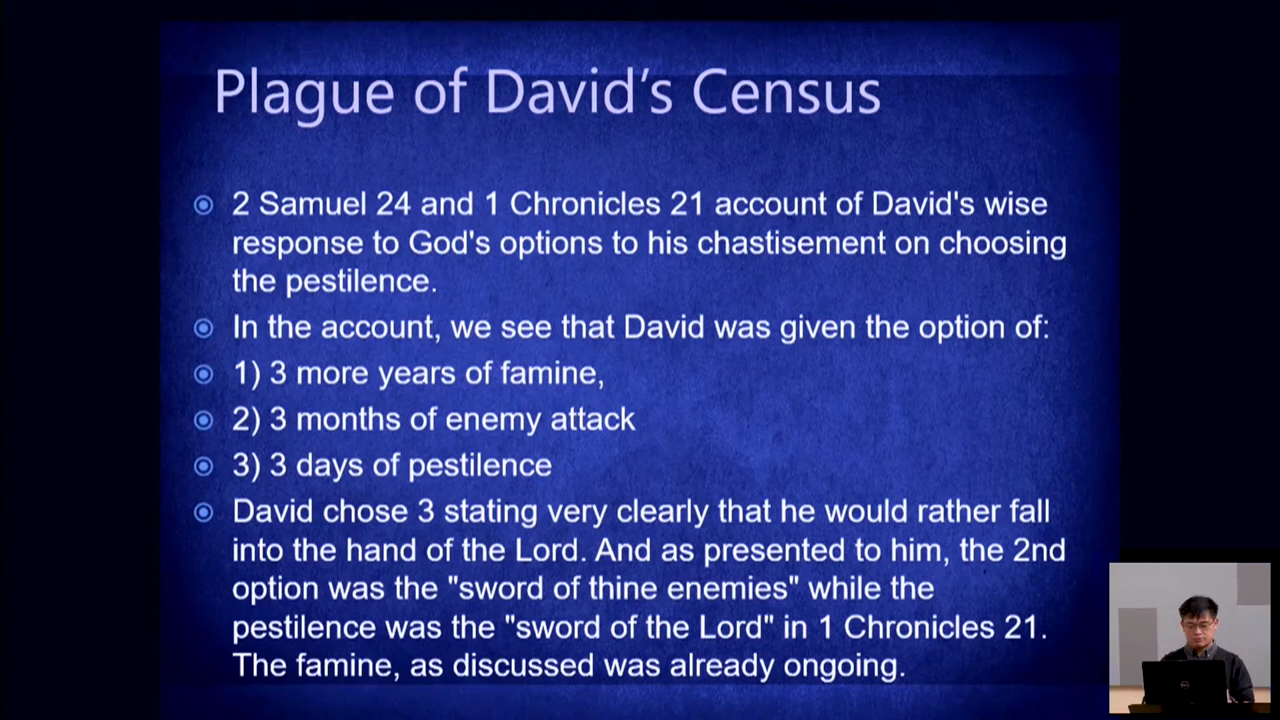 Plague of David's Census
2 Samuel 24 and 1 Chronicles 21 account of David's wise
response to God's options to his chastisement on choosing
the pestilence.
In the account, we see that David was given the option of:
1) 3 more years of famine,
2) 3 months of enemy attack
3) 3 days of pestilence
David chose 3 stating very clearly that he would rather fall
into the hand of the Lord. And as presented to him, the 2nd
option was the "sword of thine enemies" while the
pestilence was the "sword of the Lord" in 1 Chronicles 21.
The famine, as discussed was already ongoing.